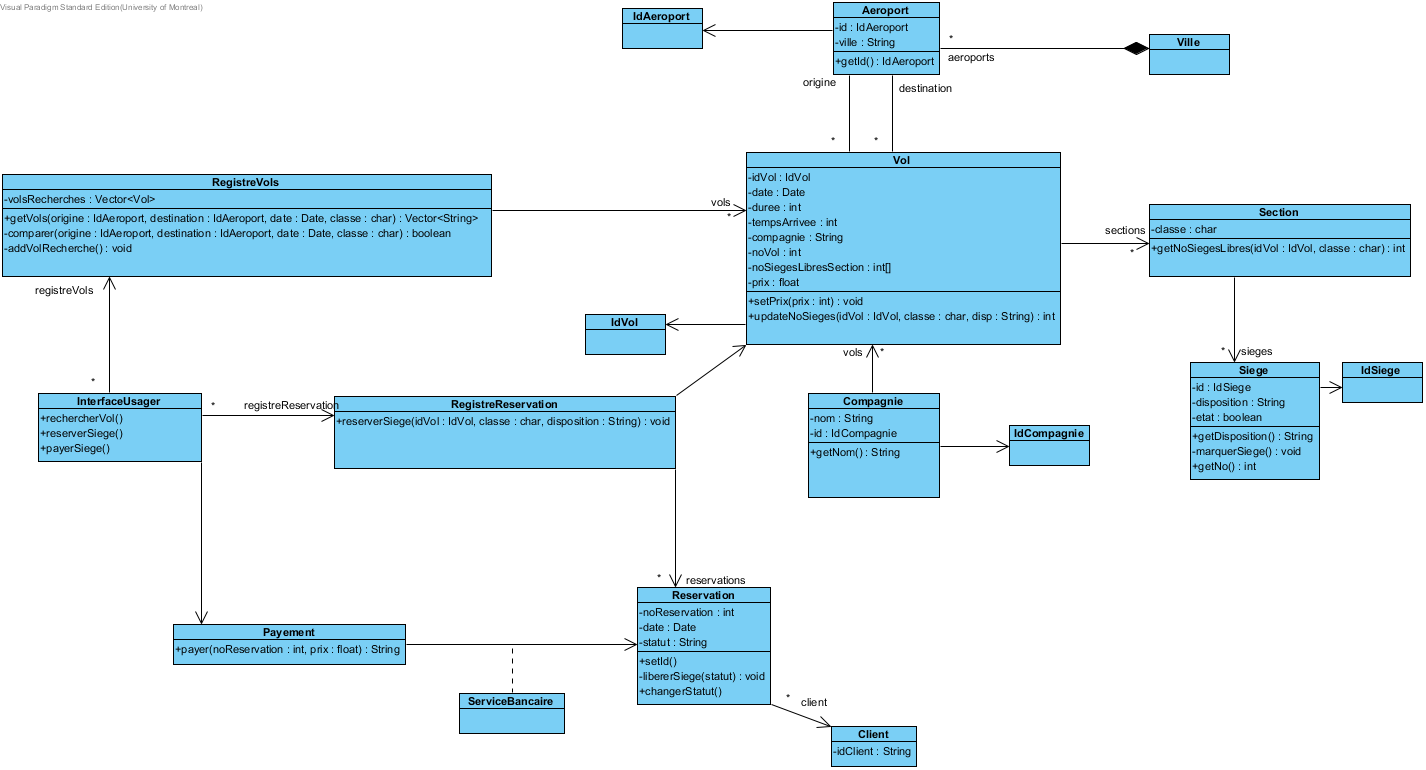 Visual Paradigm Standard Edition(University of Montreal)
IdAeroport
Aeroport
-id : IdAeroport
-ville : String
+getId() : IdAeroport
*
aeroports
Ville
origine
destination
*
*
RegistreVols
-volsRecherches : Vector<Vol>
+getVols(origine : IdAeroport, destination : IdAeroport, date : Date, classe : char) : Vector<String>
-comparer(origine : IdAeroport, destination : IdAeroport, date : Date, classe : char) : boolean
-addVolRecherche() : void
vols
*
Vol
-idVol : IdVol
-date : Date
-duree : int
-tempsArrivee : int
-compagnie : String
-noVol : int
-noSiegesLibresSection : int[]
-prix : float
+setPrix(prix : int) : void
+updateNoSieges(idVol : IdVol, classe : char, disp : String) : int
sections
*
Section
-classe : char
+getNoSiegesLibres(idVol : IdVol, classe : char) : int
registreVols
*
IdVol
vols
*
*
sieges
Siege
-id : IdSiege
-disposition : String
-etat : boolean
+getDisposition() : String
-marquerSiege() : void
+getNo() : int
IdSiege
InterfaceUsager
+rechercherVol()
+reserverSiege()
+payerSiege()
*
registreReservation
RegistreReservation
+reserverSiege(idVol : IdVol, classe : char, disposition : String) : void
Compagnie
-nom : String
-id : IdCompagnie
+getNom() : String
IdCompagnie
*
reservations
Reservation
-noReservation : int
-date : Date
-statut : String
+setId()
-libererSiege(statut) : void
+changerStatut()
Payement
+payer(noReservation : int, prix : float) : String
ServiceBancaire
*
client
Client
-idClient : String